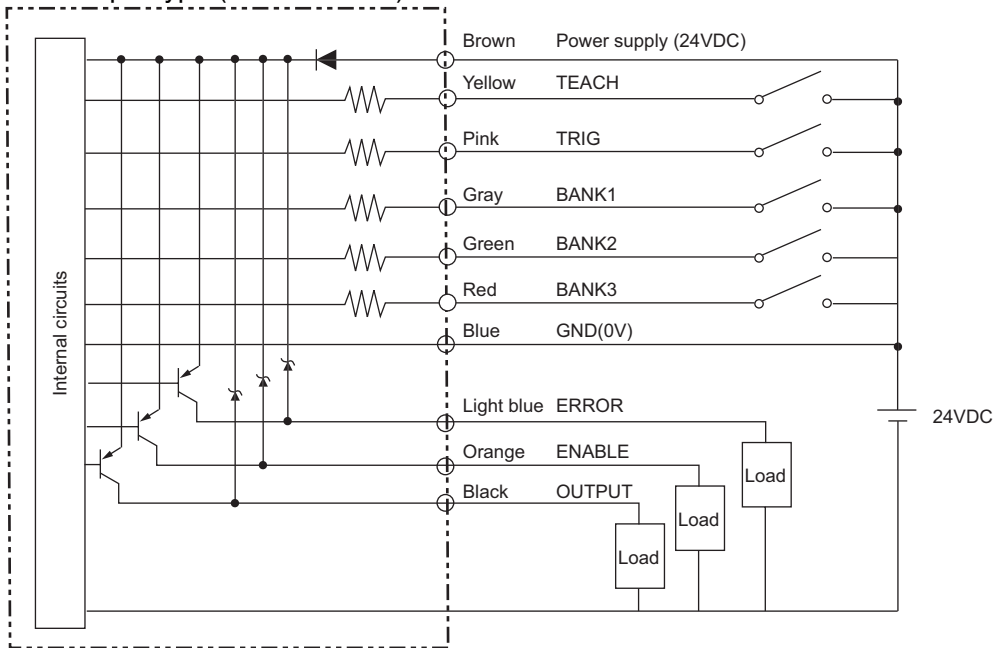 Brown Power supply (24VDC)
Yellow TEACH
Pink TRIG
Gray BANK1
Green BANK2
Red BANK3
Blue GND(0V)
Internal circuits
Light blue ERROR
24VDC
Orange ENABLE
Load
Black OUTPUT
Load
Load